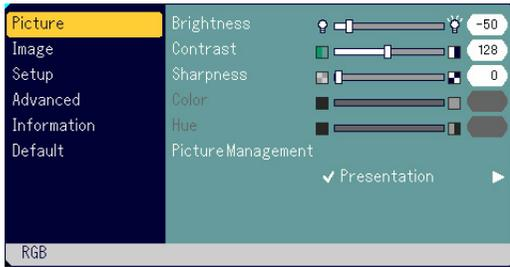 Picture
Image
Setup
Advanced
Information
Default
Brightness -50
Contrast 128
Sharpness 0
Color
Hue
Picture Management
✓ Presentation
RGB